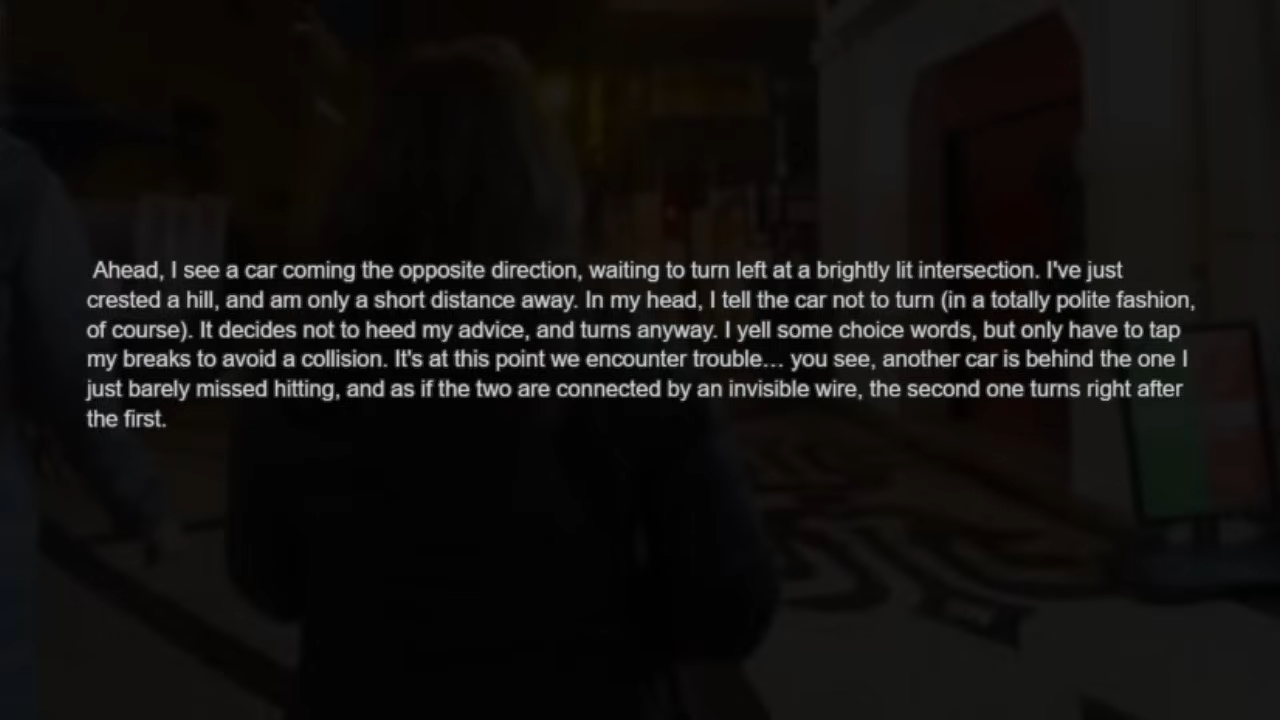 Ahead, I see a car coming the opposite direction, waiting to turn left at a brightly lit intersection. I've just
crested a hill, and am only a short distance away. In my head, I tell the car not to turn (in a totally polite fashion,
of course). It decides not to heed my advice, and turns anyway. I yell some choice words, but only have to tap
my breaks to avoid a collision. It's at this point we encounter trouble… you see, another car is behind the one I
just barely missed hitting, and as if the two are connected by an invisible wire, the second one turns right after
the first.